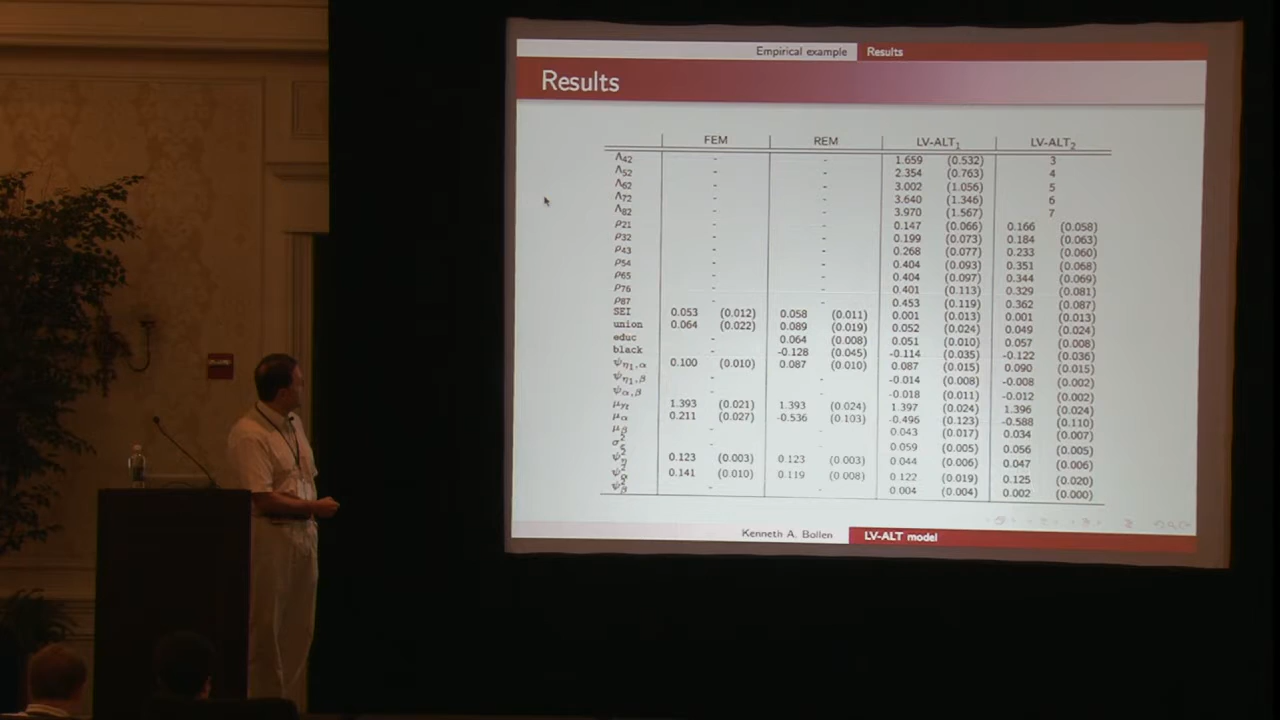 Empirical example Results
Results
FEM REM LV-ALT₁ LV-ALT₂
Λ42 - - 1.659 (0.532) 3
Λ52 - - 2.354 (0.763) 4
Λ62 - - 3.002 (1.056) 5
Λ72 - - 3.640 (1.346) 6
Λ82 - - 3.970 (1.567) 7
ρ21 - - 0.147 (0.066) 0.166 (0.058)
ρ32 - - 0.199 (0.073) 0.184 (0.063)
ρ43 - - 0.268 (0.077) 0.233 (0.060)
ρ54 - - 0.404 (0.093) 0.351 (0.068)
ρ65 - - 0.404 (0.097) 0.344 (0.069)
ρ76 - - 0.401 (0.113) 0.329 (0.081)
ρ87 - - 0.453 (0.119) 0.362 (0.087)
SEI 0.053 (0.012) 0.058 (0.011) 0.001 (0.013) 0.001 (0.013)
union 0.064 (0.022) 0.089 (0.019) 0.052 (0.024) 0.049 (0.024)
educ - 0.064 (0.008) 0.051 (0.010) 0.057 (0.008)
black - -0.128 (0.045) -0.114 (0.035) -0.122 (0.036)
ψη₁,α 0.100 (0.010) 0.087 (0.010) 0.087 (0.015) 0.090 (0.015)
ψη₁,β - - -0.014 (0.008) -0.008 (0.002)
ψα,β - - -0.018 (0.011) -0.012 (0.002)
1.393 (0.021) 1.393 (0.024) 1.397 (0.024) 1.396 (0.024)
μα 0.211 (0.027) -0.536 (0.103) -0.496 (0.123) -0.588 (0.110)
μβ - - 0.043 (0.017) 0.034 (0.007)
- - 0.059 (0.005) 0.056 (0.005)
0.123 (0.003) 0.123 (0.003) 0.044 (0.006) 0.047 (0.006)
0.141 (0.010) 0.119 (0.008) 0.122 (0.019) 0.125 (0.020)
- - 0.004 (0.004) 0.002 (0.000)
Kenneth A. Bollen LV-ALT model